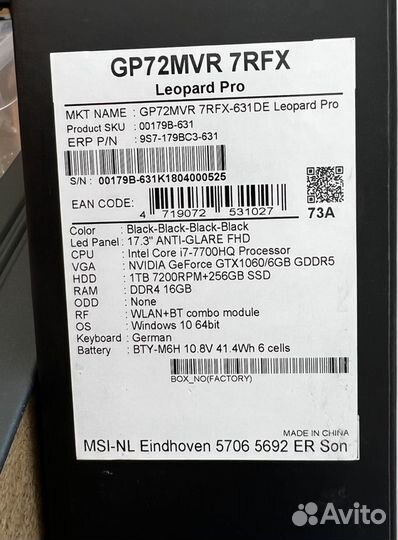 GP72MVR 7RFX
Leopard Pro
MKT NAME : GP72MVR 7RFX-631DE Leopard Pro
Product SKU : 00179B-631
ERP P/N : 9S7-179BC3-631
S/N : 00179B-631K1804000525
EAN CODE: 4 719072 531027 73A
Color : Black-Black-Black-Black
Led Panel : 17.3" ANTI-GLARE FHD
CPU : Intel Core i7-7700HQ Processor
VGA : NVIDIA GeForce GTX1060/6GB GDDR5
HDD : 1TB 7200RPM+256GB SSD
RAM : DDR4 16GB
ODD : None
RF : WLAN+BT combo module
OS : Windows 10 64bit
Keyboard : German
Battery : BTY-M6H 10.8V 41.4Wh 6 cells
BOX_NO(FACTORY)
MADE IN CHINA
MSI-NL Eindhoven 5706 5692 ER Son
Avito